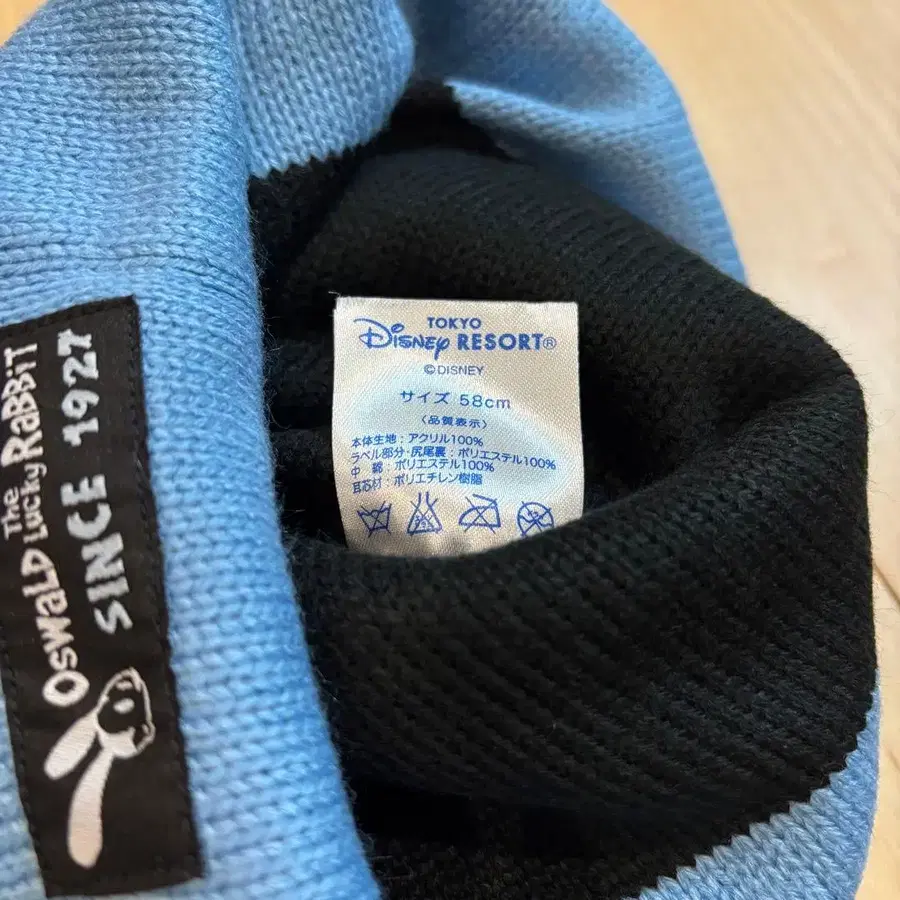 The
Oswald Lucky Rabbit
SINCE 1927
TOKYO
Disney RESORT®
©DISNEY
サイズ 58cm
〈品質表示〉
本体生地：アクリル100%
ラベル部分・尻尾裏：ポリエステル100%
中　綿：ポリエステル100%
耳芯材：ポリエチレン樹脂